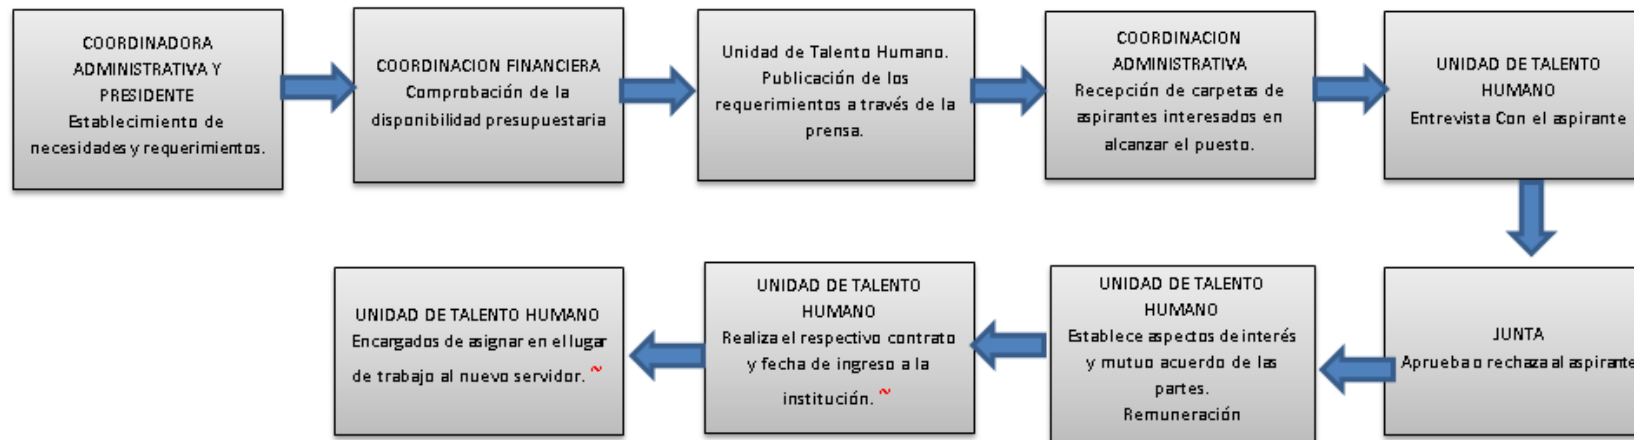 COORDINADORA
ADMINISTRATIVA Y
PRESIDENTE
Establecimiento de
necesidades y requerimientos.
COORDINACION FINANCIERA
Comprobación de la
disponibilidad presupuestaria
Unidad de Talento Humano.
Publicación de los
requerimientos a través de la
prensa.
COORDINACION
ADMINISTRATIVA
Recepción de carpetas de
aspirantes interesados en
alcanzar el puesto.
UNIDAD DE TALENTO
HUMANO
Entrevista Con el aspirante
JUNTA
Aprueba o rechaza al aspirante
UNIDAD DE TALENTO
HUMANO
Establece aspectos de interés
y mutuo acuerdo de las
partes.
Remuneración
UNIDAD DE TALENTO
HUMANO
Realiza el respectivo contrato
y fecha de ingreso a la
institución. ~
UNIDAD DE TALENTO HUMANO
Encargados de asignar en el lugar
de trabajo al nuevo servidor. ~